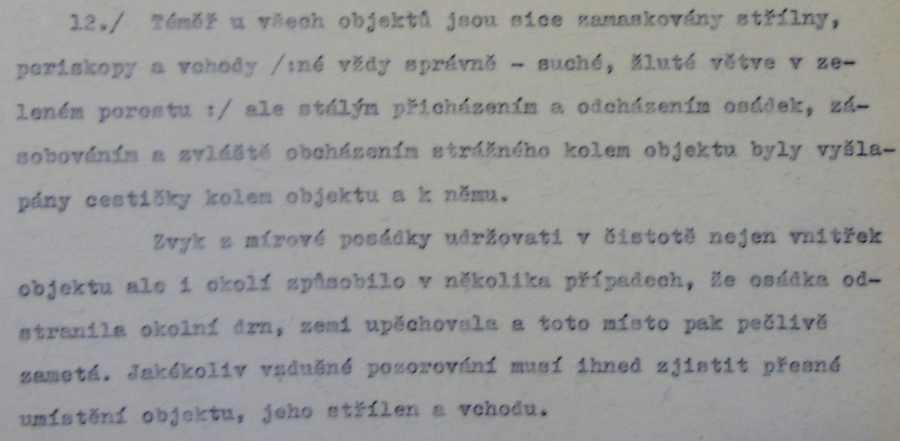 12./ Téměř u všech objektů jsou sice zamaskovány střílny,
periskopy a vchody /:né vždy správně - suché, žluté větve v ze-
leném porostu :/ ale stálým přicházením a odcházením osádek, zá-
sobováním a zvláště obcházením strážného kolem objektu byly vyšla-
pány cestičky kolem objektu a k němu.
Zvyk z mírové posádky udržovati v čistotě nejen vnitřek
objektu ale i okolí způsobilo v několika případech, že osádka od-
stranila okolní drn, zemi upěchovala a toto místo pak pečlivě
zametá. Jakékoliv vzdušné pozorování musí ihned zjistit přesné
umístění objektu, jeho střílen a vchodu.